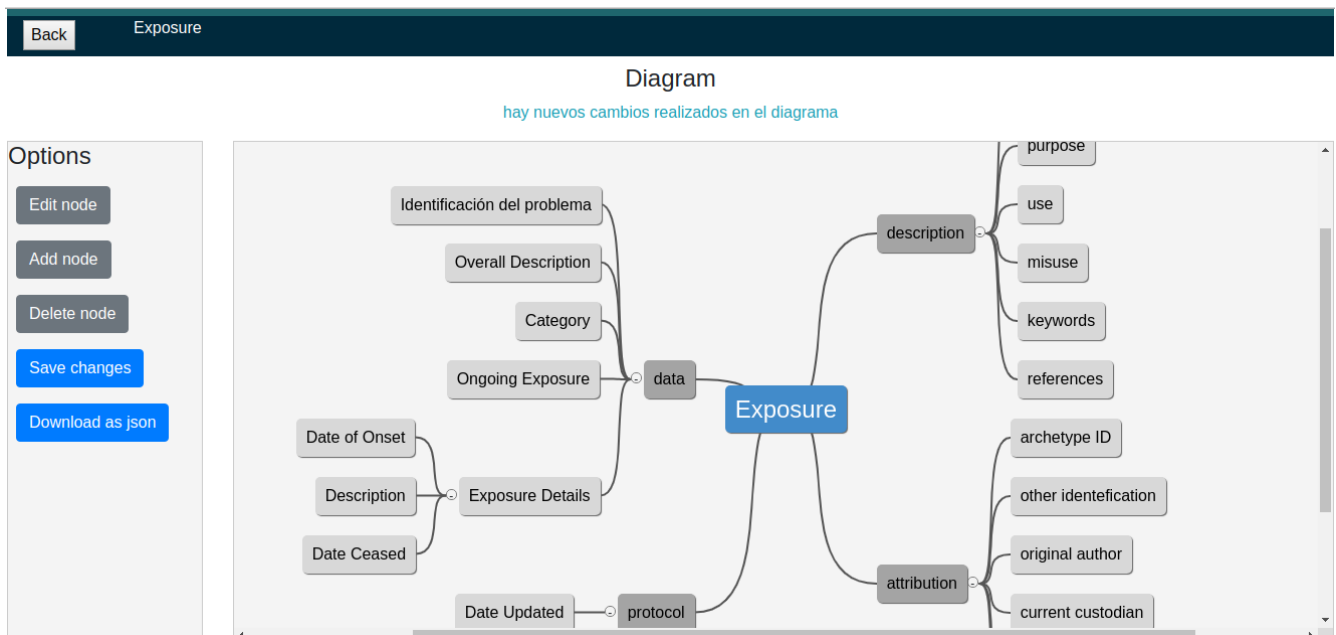 Back
Exposure
Diagram
hay nuevos cambios realizados en el diagrama
Options
Edit node
Add node
Delete node
Save changes
Download as json
Identificación del problema
Overall Description
Category
Ongoing Exposure
Date of Onset
Description
Exposure Details
Date Ceased
Date Updated
data
protocol
Exposure
description
purpose
use
misuse
keywords
references
attribution
archetype ID
other identefication
original author
current custodian